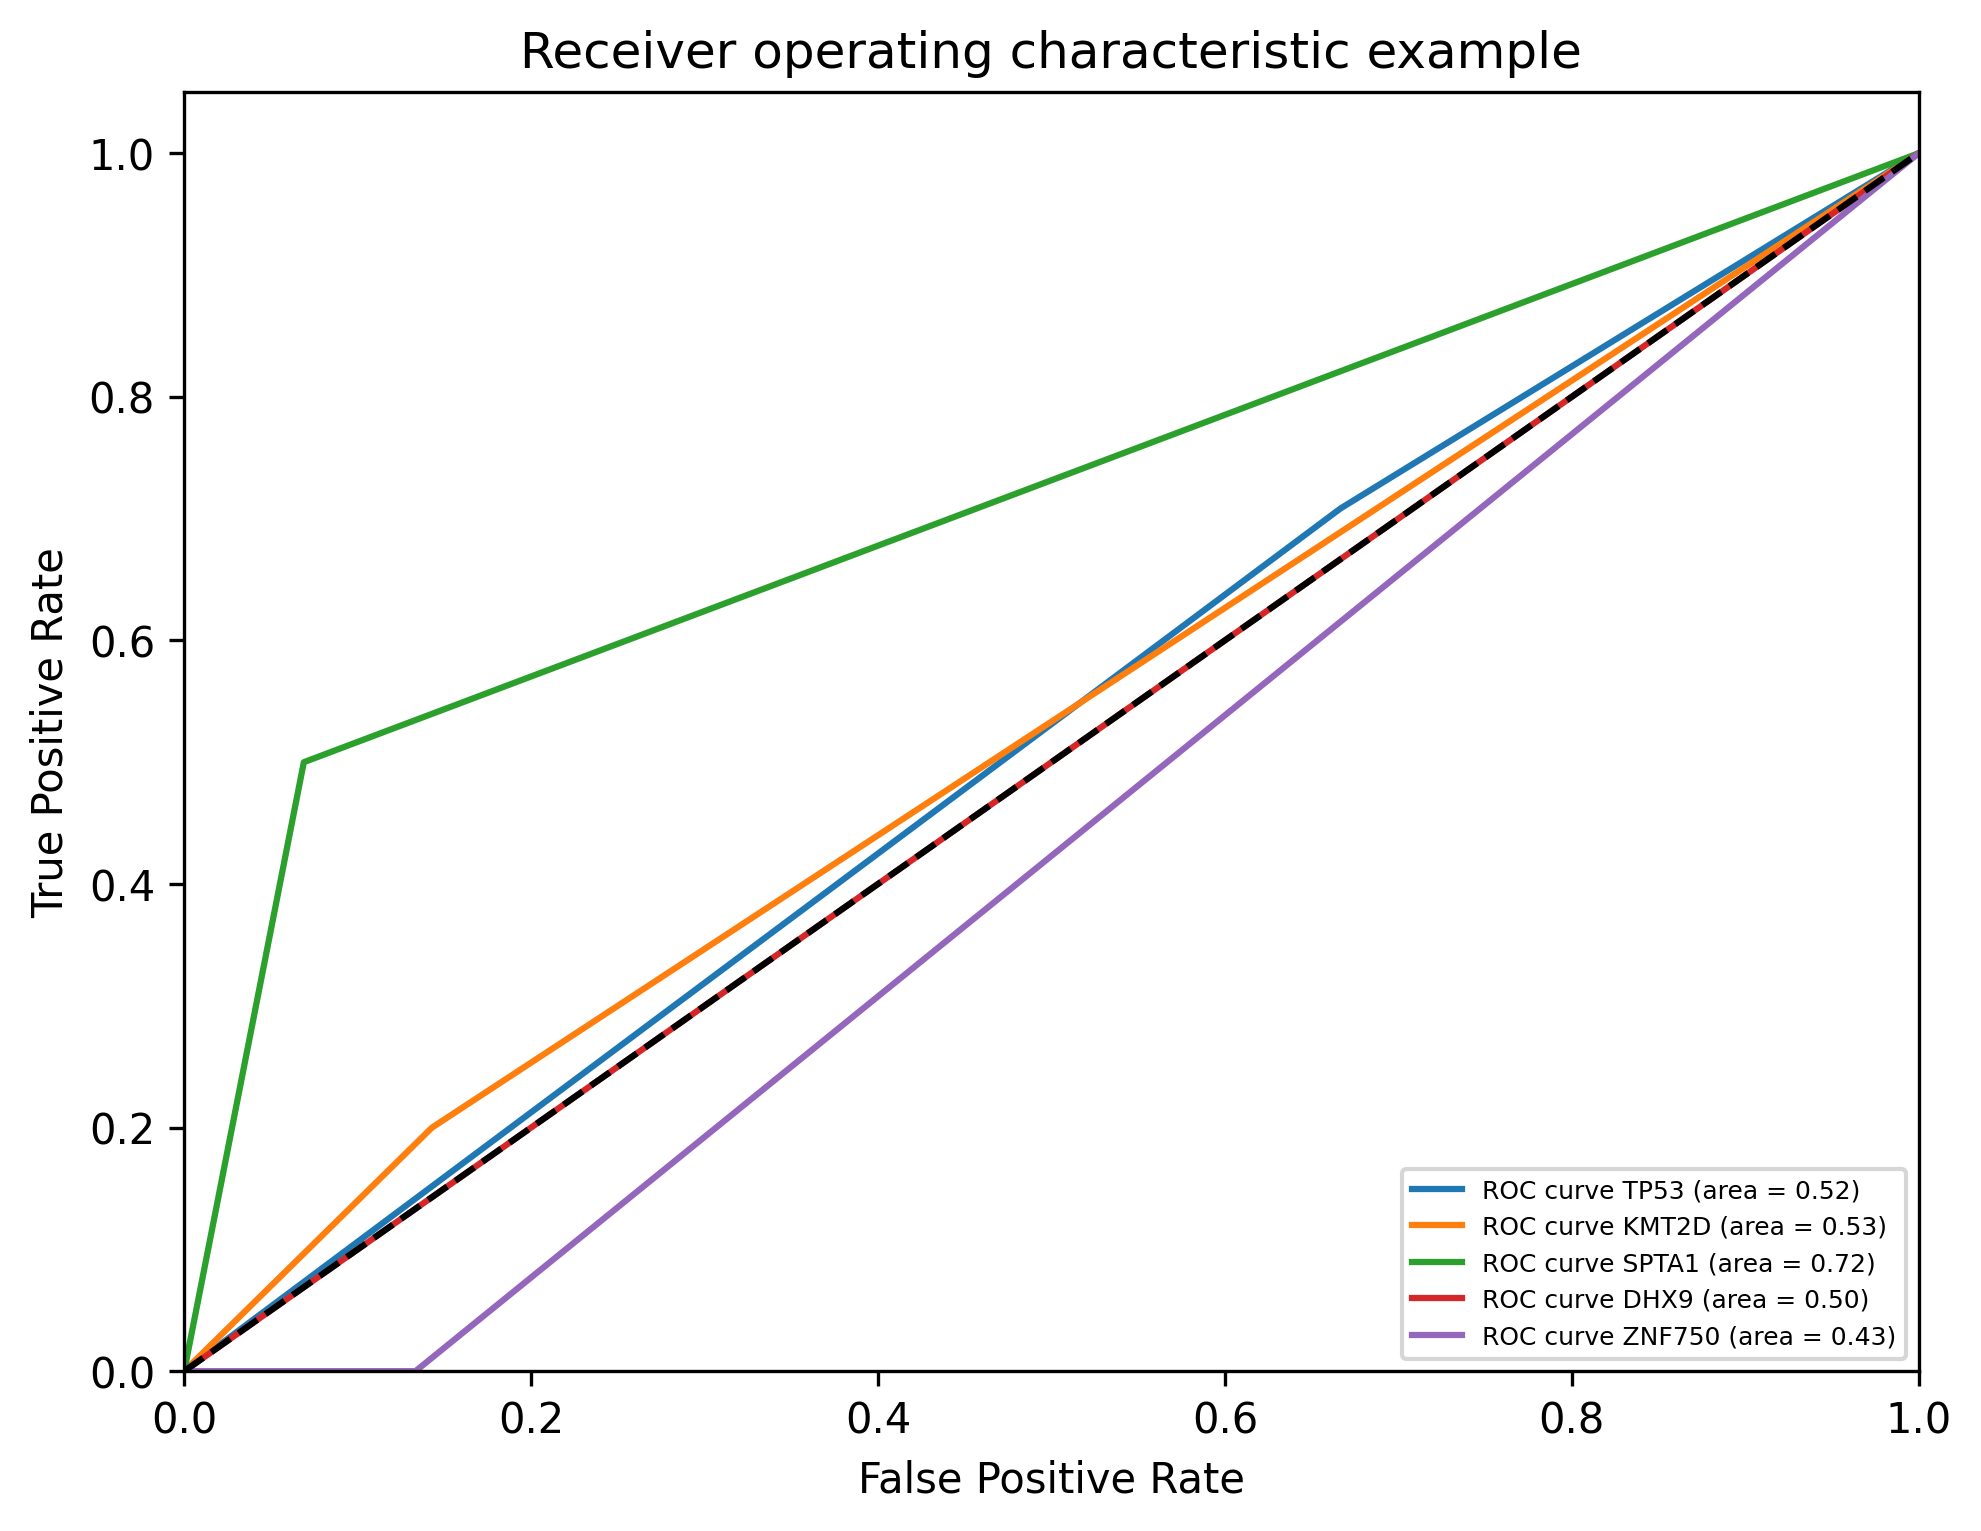 Receiver operating characteristic example
True Positive Rate
1.0
0.8
0.6
0.4
0.2
0.0
0.0 0.2 0.4 0.6 0.8 1.0
False Positive Rate
ROC curve TP53 (area = 0.52)
ROC curve KMT2D (area = 0.53)
ROC curve SPTA1 (area = 0.72)
ROC curve DHX9 (area = 0.50)
ROC curve ZNF750 (area = 0.43)